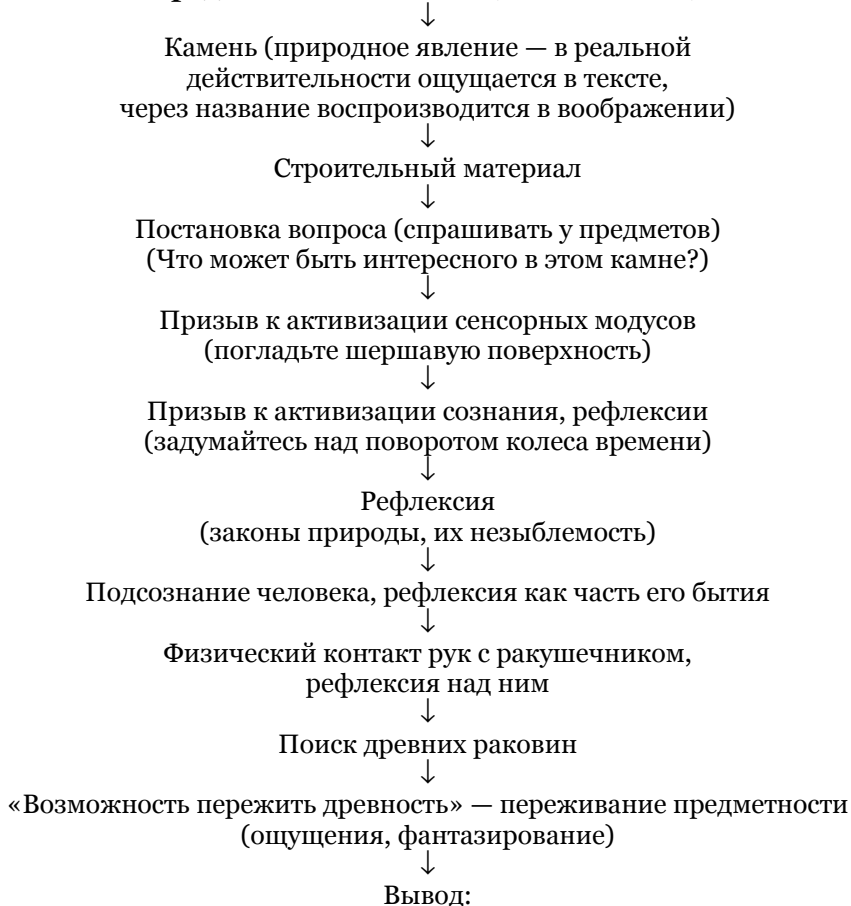 ↓
Камень (природное явление — в реальной
действительности ощущается в тексте,
через название воспроизводится в воображении)
↓
Строительный материал
↓
Постановка вопроса (спрашивать у предметов)
(Что может быть интересного в этом камне?)
↓
Призыв к активизации сенсорных модусов
(погладьте шершавую поверхность)
↓
Призыв к активизации сознания, рефлексии
(задумайтесь над поворотом колеса времени)
↓
Рефлексия
(законы природы, их незыблемость)
↓
Подсознание человека, рефлексия как часть его бытия
↓
Физический контакт рук с ракушечником,
рефлексия над ним
↓
Поиск древних раковин
↓
«Возможность пережить древность» — переживание предметности
(ощущения, фантазирование)
↓
Вывод: